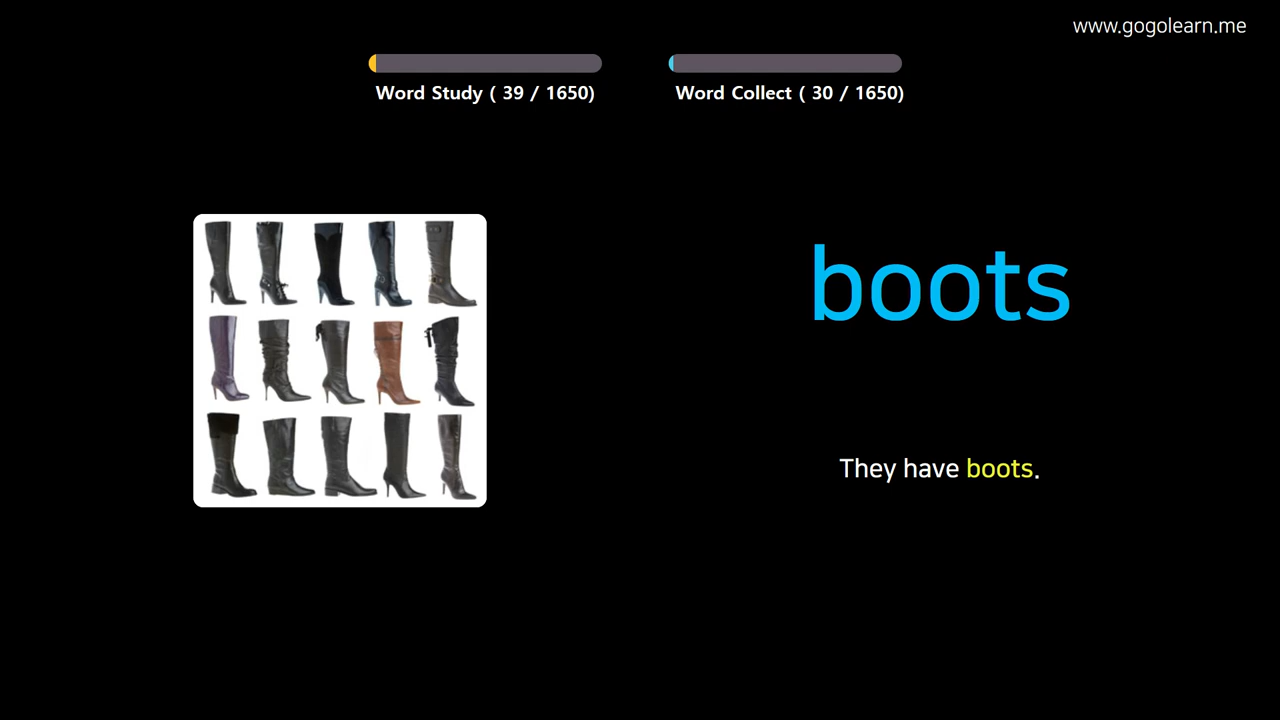 www.gogolearn.me
Word Study ( 39 / 1650)
Word Collect ( 30 / 1650)
boots
They have boots.